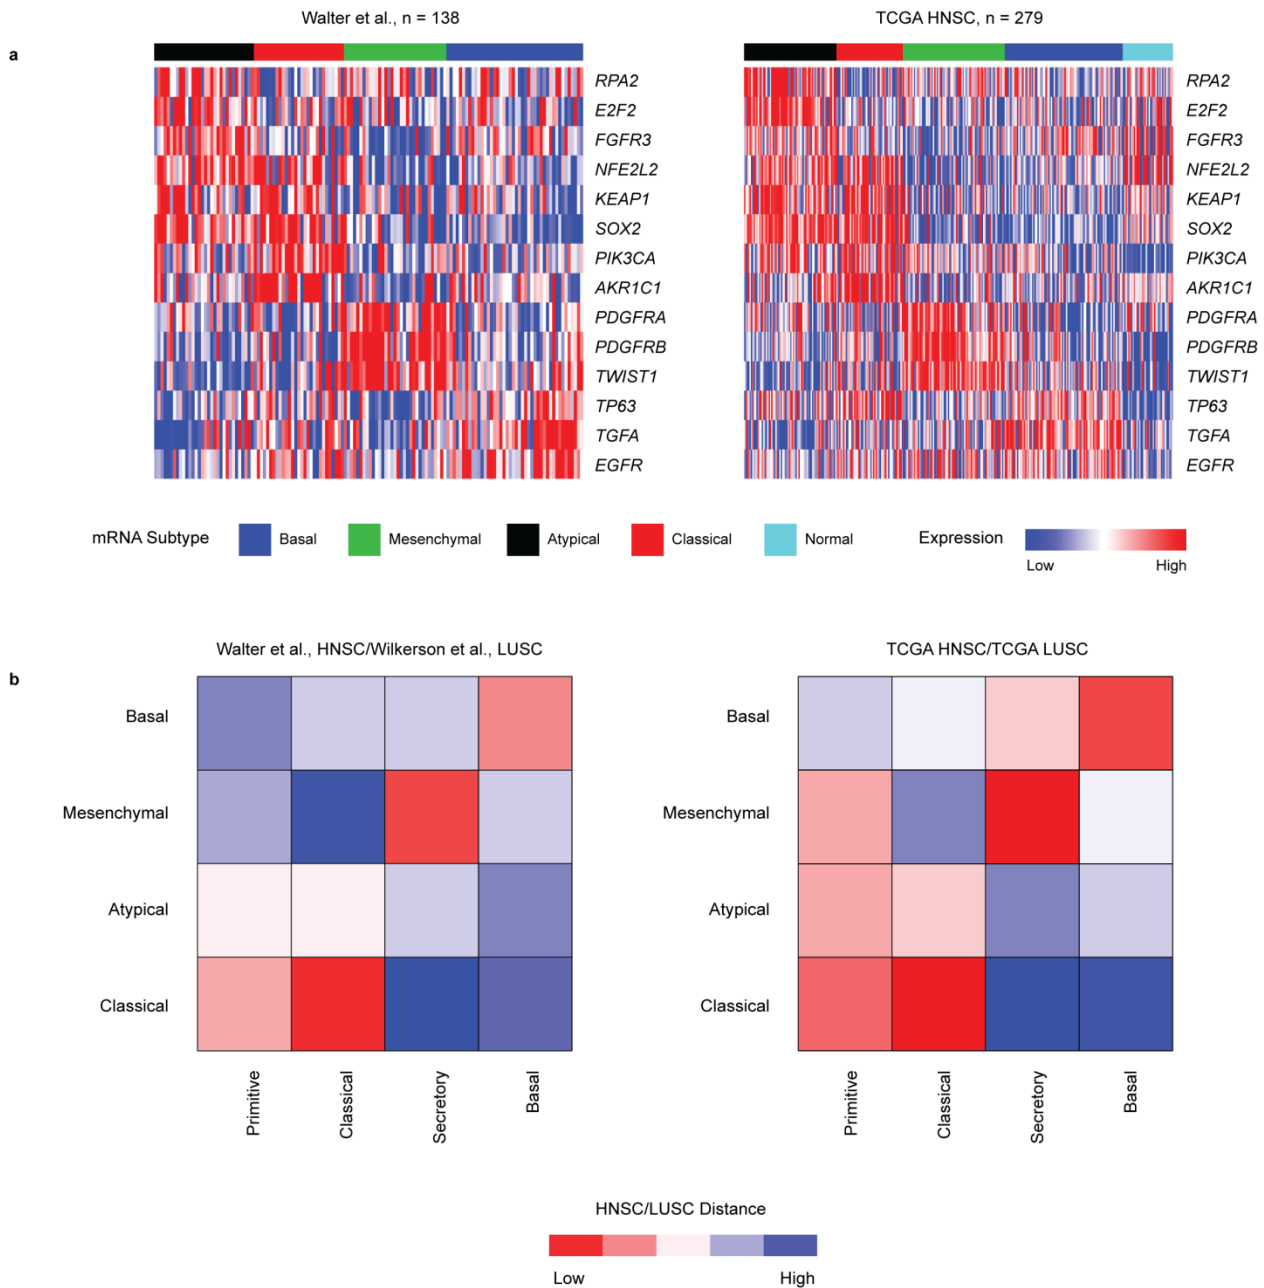 Walter et al., n = 138
TCGA HNSC, n = 279
a
RPA2
E2F2
FGFR3
NFE2L2
KEAP1
SOX2
PIK3CA
AKR1C1
PDGFRA
PDGFRB
TWIST1
TP63
TGFA
EGFR
RPA2
E2F2
FGFR3
NFE2L2
KEAP1
SOX2
PIK3CA
AKR1C1
PDGFRA
PDGFRB
TWIST1
TP63
TGFA
EGFR
mRNA Subtype Basal Mesenchymal Atypical Classical Normal Expression
Low High
Walter et al., HNSC/Wilkerson et al., LUSC
TCGA HNSC/TCGA LUSC
b
Basal
Mesenchymal
Atypical
Classical
Primitive
Classical
Secretory
Basal
Basal
Mesenchymal
Atypical
Classical
Primitive
Classical
Secretory
Basal
HNSC/LUSC Distance
Low High